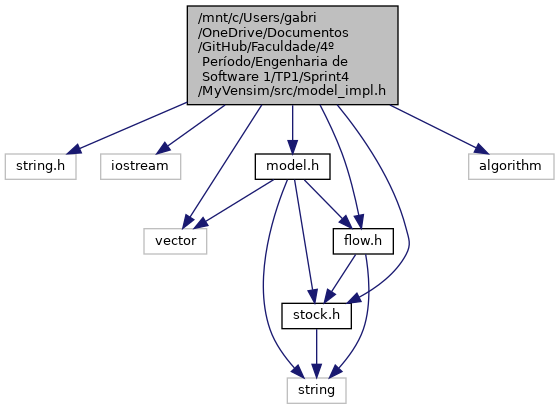 /mnt/c/Users/gabri
/OneDrive/Documentos
/GitHub/Faculdade/4º
Período/Engenharia de
Software 1/TP1/Sprint4
/MyVensim/src/model_impl.h
string.h
iostream
model.h
algorithm
vector
flow.h
stock.h
string